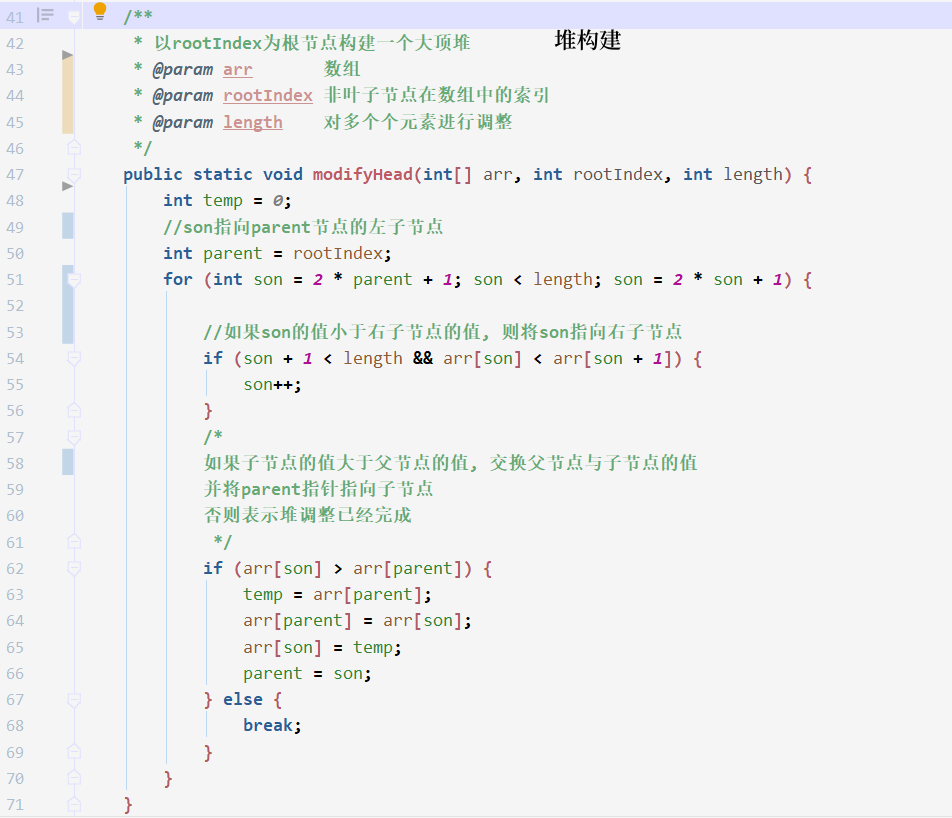 41 /**
42 * 以rootIndex为根节点构建一个大顶堆 堆构建
43 * @param arr 数组
44 * @param rootIndex 非叶子节点在数组中的索引
45 * @param length 对多个个元素进行调整
46 */
47 public static void modifyHead(int[] arr, int rootIndex, int length) {
48 int temp = 0;
49 //son指向parent节点的左子节点
50 int parent = rootIndex;
51 for (int son = 2 * parent + 1; son < length; son = 2 * son + 1) {
52
53 //如果son的值小于右子节点的值, 则将son指向右子节点
54 if (son + 1 < length && arr[son] < arr[son + 1]) {
55 son++;
56 }
57 /*
58 如果子节点的值大于父节点的值, 交换父节点与子节点的值
59 并将parent指针指向子节点
60 否则表示堆调整已经完成
61 */
62 if (arr[son] > arr[parent]) {
63 temp = arr[parent];
64 arr[parent] = arr[son];
65 arr[son] = temp;
66 parent = son;
67 } else {
68 break;
69 }
70 }
71 }